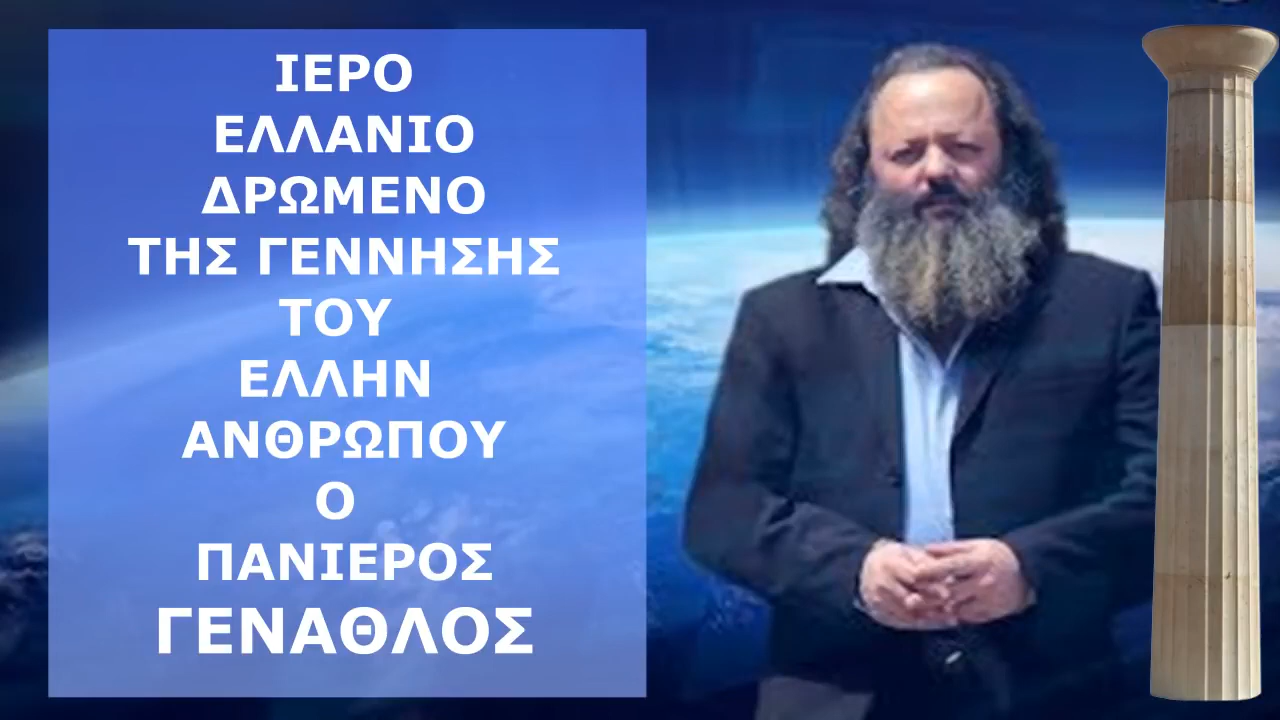 ΙΕΡΟ
ΕΛΛΑΝΙΟ
ΔΡΩΜΕΝΟ
ΤΗΣ ΓΕΝΝΗΣΗΣ
ΤΟΥ
ΕΛΛΗΝ
ΑΝΘΡΩΠΟΥ
Ο
ΠΑΝΙΕΡΟΣ
ΓΕΝΑΘΛΟΣ